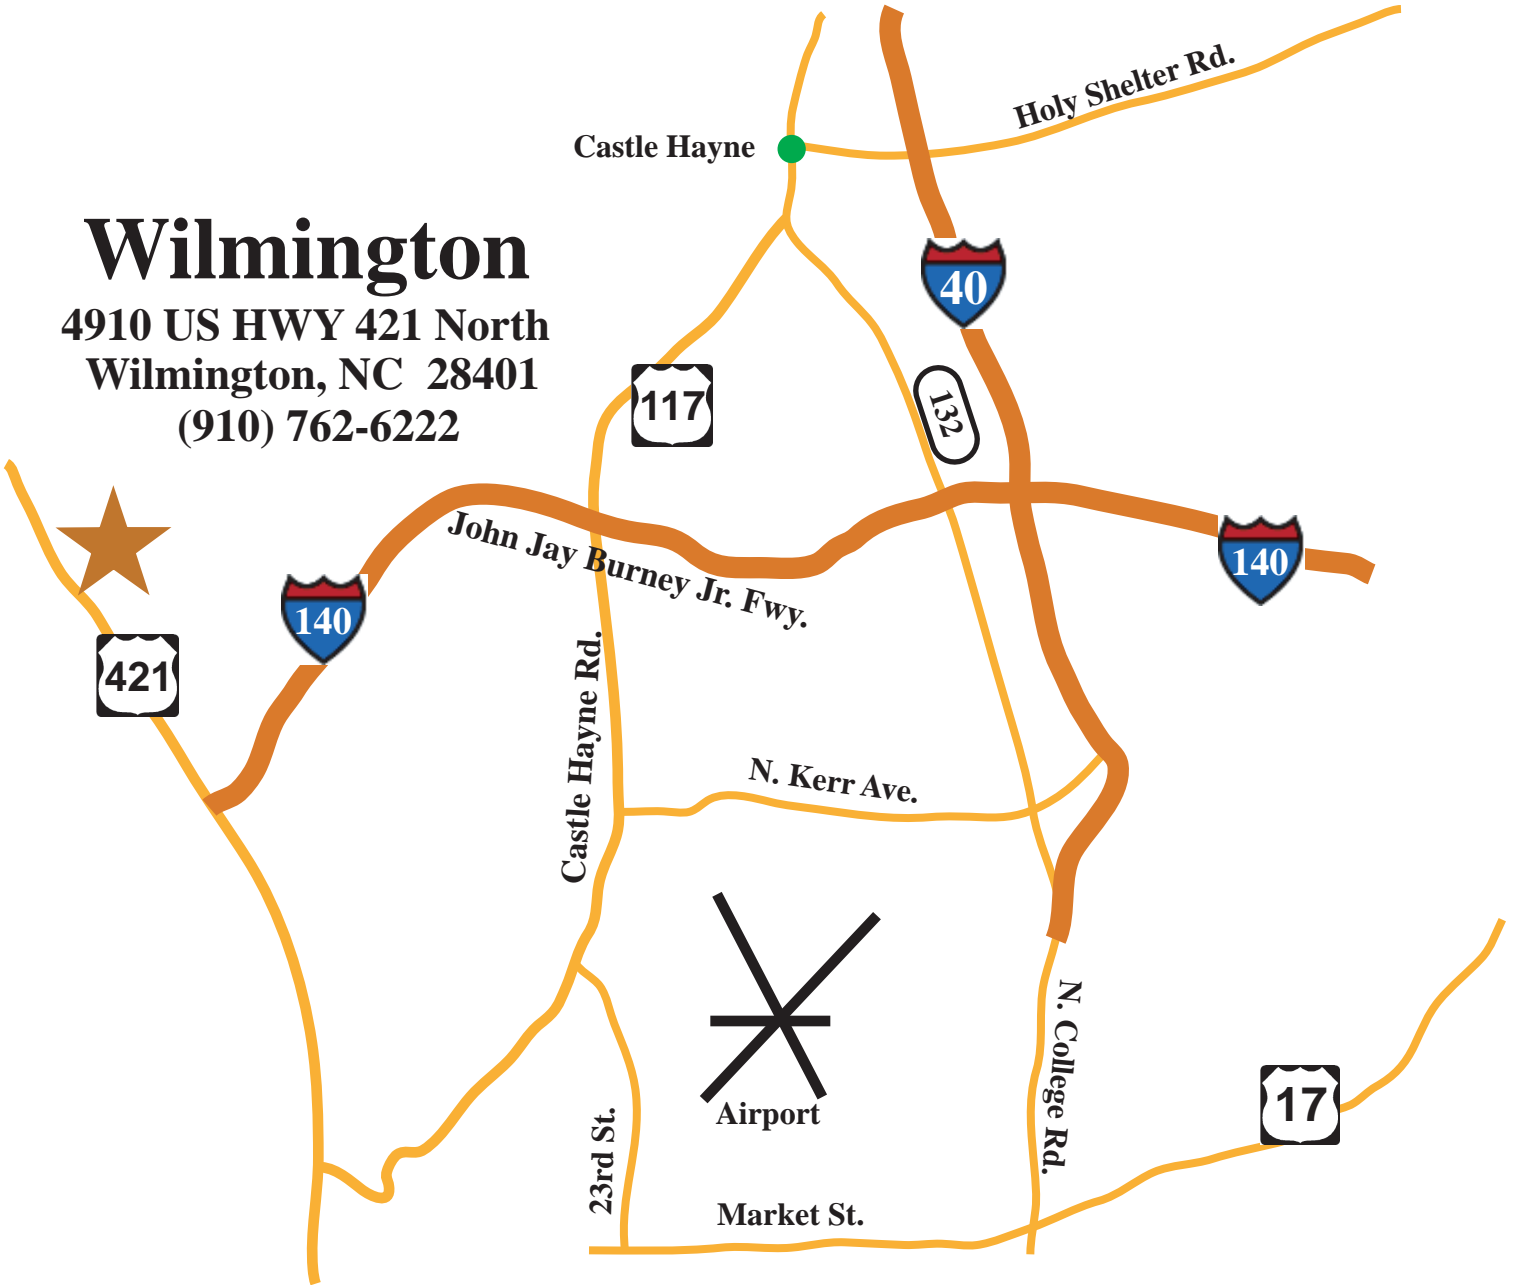 Holy Shelter Rd.
Castle Hayne
Wilmington
4910 US HWY 421 North
Wilmington, NC 28401
(910) 762-6222
40
117
132
John Jay Burney Jr. Fwy.
140
140
421
Castle Hayne Rd.
N. Kerr Ave.
Airport
N. College Rd.
17
23rd St.
Market St.